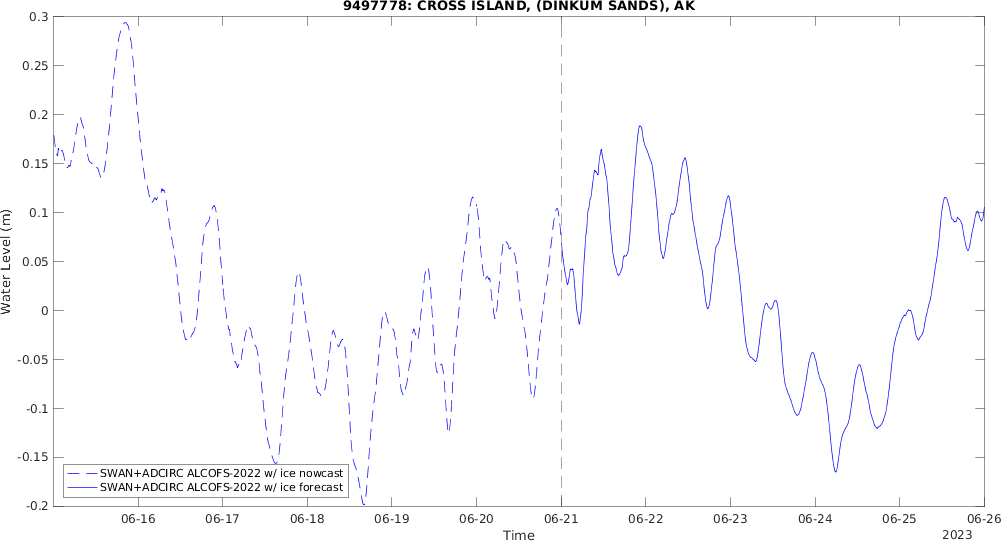 9497778: CROSS ISLAND, (DINKUM SANDS), AK
0.3
0.25
0.2
0.15
0.1
0.05
0
-0.05
-0.1
-0.15
-0.2
Water Level (m)
SWAN+ADCIRC ALCOFS-2022 w/ ice nowcast
SWAN+ADCIRC ALCOFS-2022 w/ ice forecast
06-16 06-17 06-18 06-19 06-20 06-21 06-22 06-23 06-24 06-25 06-26
Time
2023